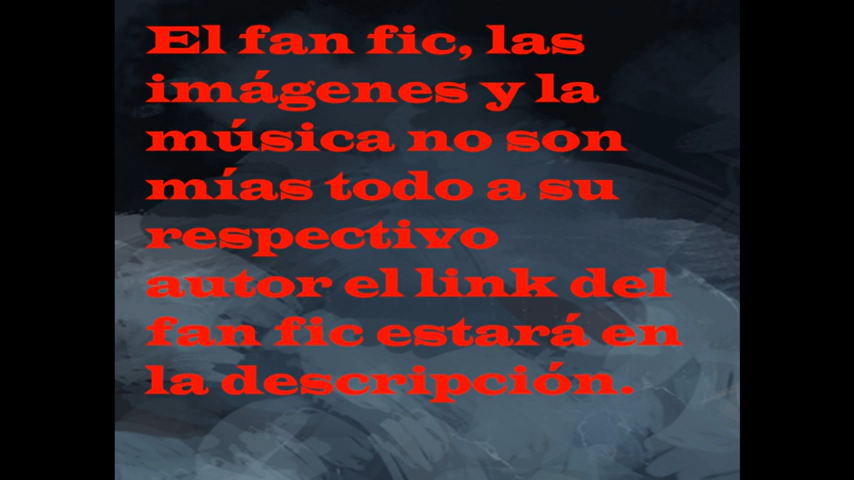 El fan fic, las
imágenes y la
música no son
mías todo a su
respectivo
autor el link del
fan fic estará en
la descripción.